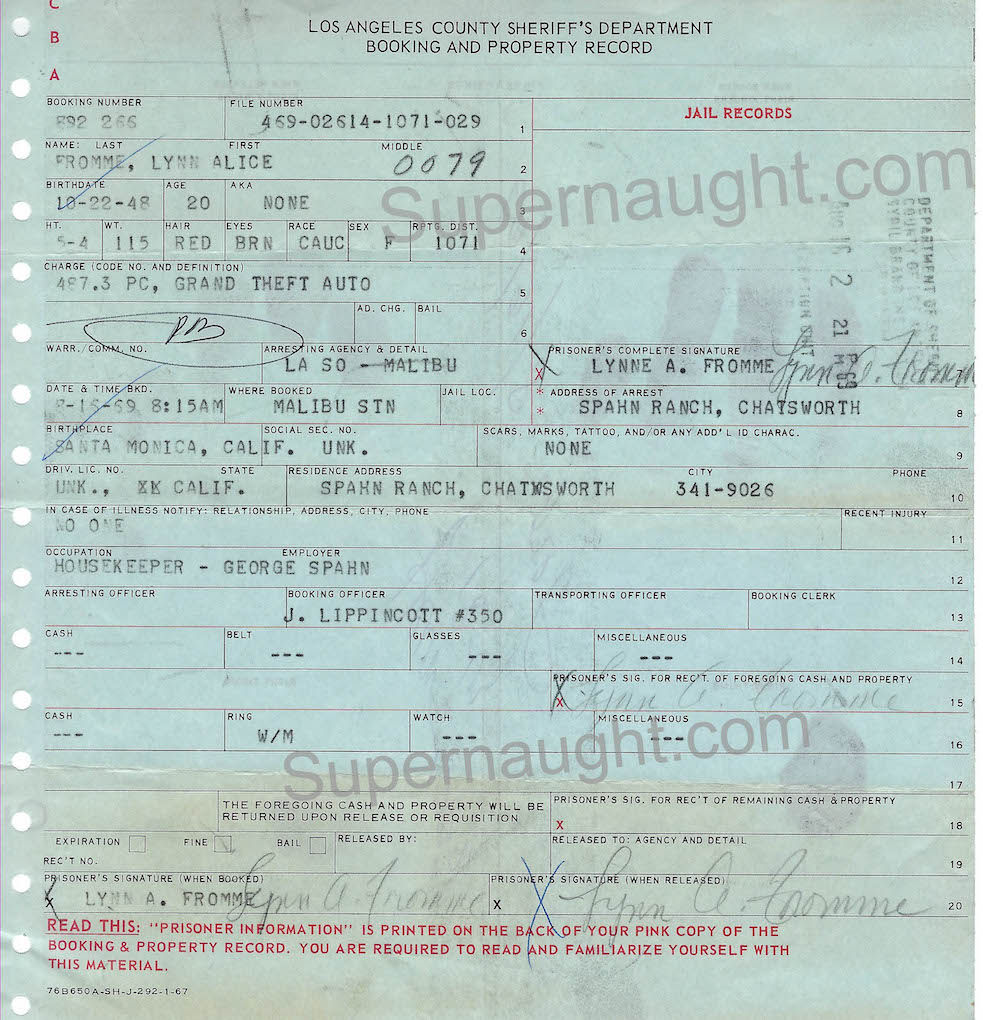 C
B
A
LOS ANGELES COUNTY SHERIFF'S DEPARTMENT
BOOKING AND PROPERTY RECORD
BOOKING NUMBER FILE NUMBER JAIL RECORDS
892 266 469-02614-1071-029 1
NAME: LAST FIRST MIDDLE
FROMME, LYNN ALICE 0079 2
Supernaught.com
BIRTHDATE AGE AKA
10-22-48 20 NONE 3
HT. WT. HAIR EYES RACE SEX RPTG. DIST.
5-4 115 RED BRN CAUC F 1071 4
CHARGE (CODE NO. AND DEFINITION)
487.3 PC, GRAND THEFT AUTO 5
AD. CHG. BAIL 6
WARR./COMM. NO. ARRESTING AGENCY & DETAIL PRISONER'S COMPLETE SIGNATURE
LA SO - MALIBU X LYNNE A. FROMME Lynn A. Fromme 7
DATE & TIME BKD. WHERE BOOKED JAIL LOC. * ADDRESS OF ARREST
8-16-69 8:15AM MALIBU STN * SPAHN RANCH, CHATSWORTH 8
BIRTHPLACE SOCIAL SEC. NO. SCARS, MARKS, TATTOO, AND/OR ANY ADD'L ID CHARAC.
SANTA MONICA, CALIF. UNK. NONE 9
DRIV. LIC. NO. STATE RESIDENCE ADDRESS CITY PHONE
UNK., XK CALIF. SPAHN RANCH, CHATXSWORTH 341-9026 10
IN CASE OF ILLNESS NOTIFY: RELATIONSHIP, ADDRESS, CITY, PHONE RECENT INJURY
NO ONE 11
OCCUPATION EMPLOYER
HOUSEKEEPER - GEORGE SPAHN 12
ARRESTING OFFICER BOOKING OFFICER TRANSPORTING OFFICER BOOKING CLERK
J. LIPPINCOTT #350 13
CASH BELT GLASSES MISCELLANEOUS
--- --- --- --- 14
PRISONER'S SIG. FOR REC'T. OF FOREGOING CASH AND PROPERTY
X Lynn A. Fromme 15
CASH RING WATCH MISCELLANEOUS
--- W/M --- --- 16
Supernaught.com
17
THE FOREGOING CASH AND PROPERTY WILL BE
RETURNED UPON RELEASE OR REQUISITION
PRISONER'S SIG. FOR REC'T OF REMAINING CASH & PROPERTY
X 18
EXPIRATION FINE BAIL RELEASED BY: RELEASED TO: AGENCY AND DETAIL
REC'T NO. 19
PRISONER'S SIGNATURE (WHEN BOOKED) PRISONER'S SIGNATURE (WHEN RELEASED)
X LYNN A. FROMME Lynn A Fromme X Lynn A. Fromme 20
READ THIS: "PRISONER INFORMATION" IS PRINTED ON THE BACK OF YOUR PINK COPY OF THE
BOOKING & PROPERTY RECORD. YOU ARE REQUIRED TO READ AND FAMILIARIZE YOURSELF WITH
THIS MATERIAL.
76B650A-SH-J-292-1-67